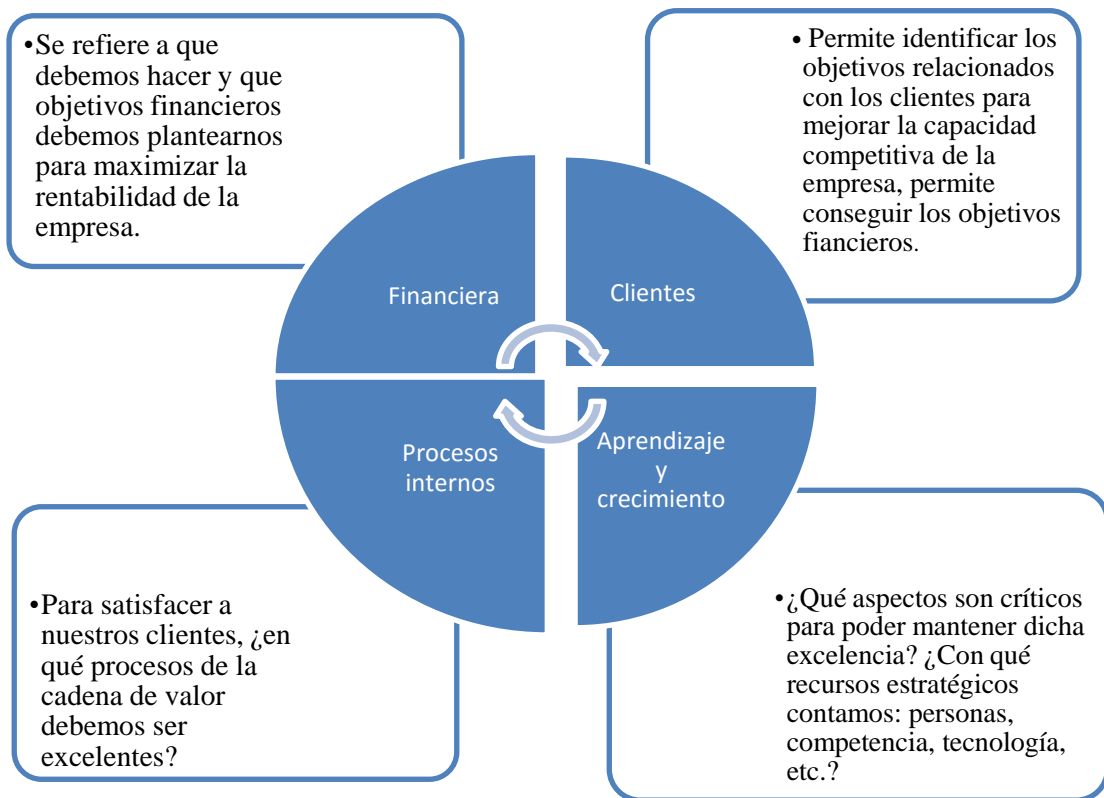 •Se refiere a que
debemos hacer y que
objetivos financieros
debemos plantearnos
para maximizar la
rentabilidad de la
empresa.
• Permite identificar los
objetivos relacionados
con los clientes para
mejorar la capacidad
competitiva de la
empresa, permite
conseguir los objetivos
fiancieros.
Financiera
Clientes
Procesos
internos
Aprendizaje
y
crecimiento
•Para satisfacer a
nuestros clientes, ¿en
qué procesos de la
cadena de valor
debemos ser
excelentes?
•¿Qué aspectos son críticos
para poder mantener dicha
excelencia? ¿Con qué
recursos estratégicos
contamos: personas,
competencia, tecnología,
etc.?